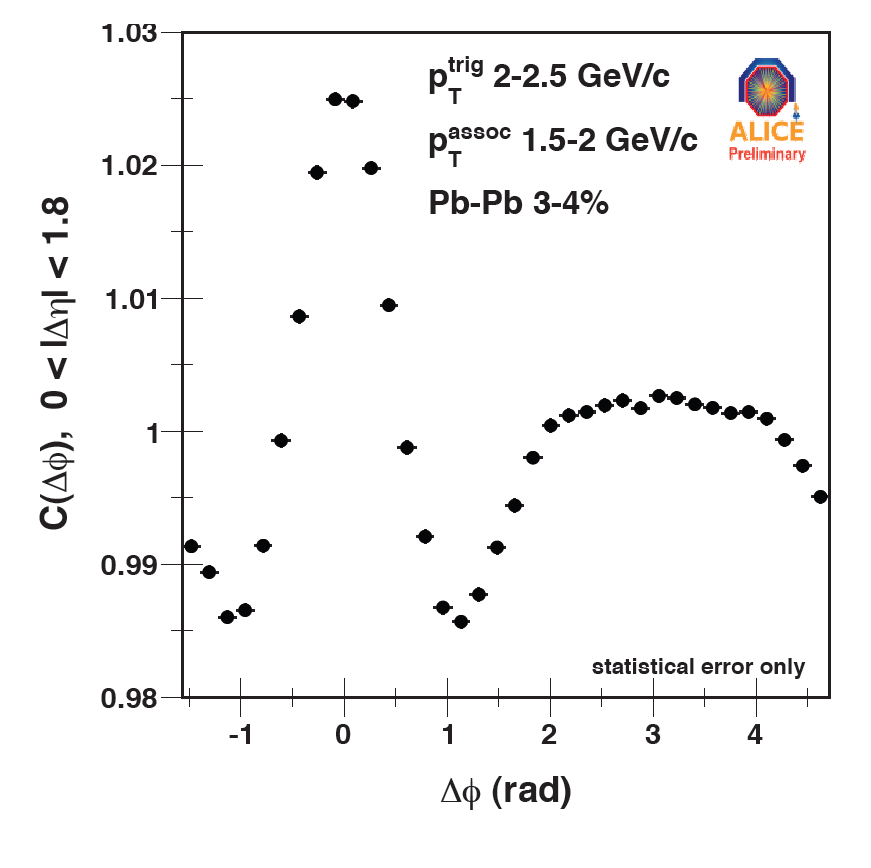 1.03
1.02
1.01
1
0.99
0.98
C(Δϕ), 0 < |Δη| < 1.8
p_T^trig 2-2.5 GeV/c
p_T^assoc 1.5-2 GeV/c
Pb-Pb 3-4%
ALICE
Preliminary
statistical error only
-1 0 1 2 3 4
Δϕ (rad)